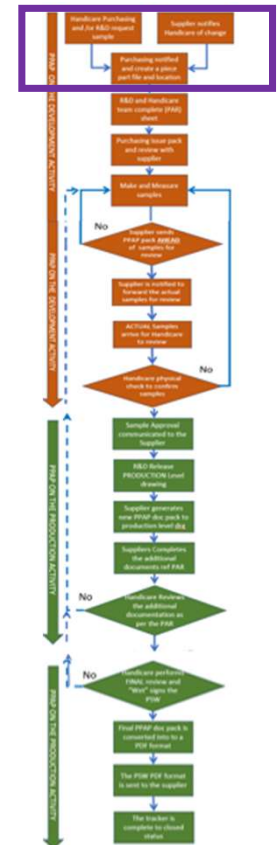 Handicare Purchasing
and /or R&D request
sample
Supplier notifies
Handicare of change
Purchasing notified
and create a piece
part file and location
R&D and Handicare
team complete (PAR)
sheet
Purchasing issue pack
and review with
supplier
Make and Measure
samples
No
Supplier sends
PPAP pack AHEAD
of samples for
review
Supplier is notified to
forward the actual
samples for review
ACTUAL Samples
arrive for Handicare
to review
No
Handicare physical
check to confirm
samples
PPAP ON THE DEVELOPMENT ACTIVITY
PPAP ON THE DEVELOPMENT ACTIVITY
Sample Approval
communicated to the
Supplier
R&D Release
PRODUCTION Level
drawing
Supplier generates
new PPAP doc pack to
production level
Suppliers Completes
the additional
documents ref PAR
No
Handicare Reviews
the additional
documentation as
per the PAR
PPAP ON THE PRODUCTION ACTIVITY
No
Handicare performs
FINAL review and
"Wet" signs the
PSW
Final PPAP doc pack is
converted into to a
PDF format
The PSW PDF format
is sent to the supplier
The tracker is
complete to closed
status
PPAP ON THE PRODUCTION ACTIVITY